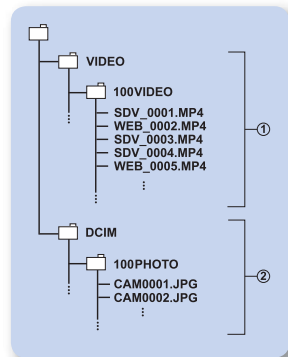 VIDEO
100VIDEO
SDV_0001.MP4
WEB_0002.MP4
SDV_0003.MP4
SDV_0004.MP4
WEB_0005.MP4
①
DCIM
100PHOTO
②
CAM0001.JPG
CAM0002.JPG